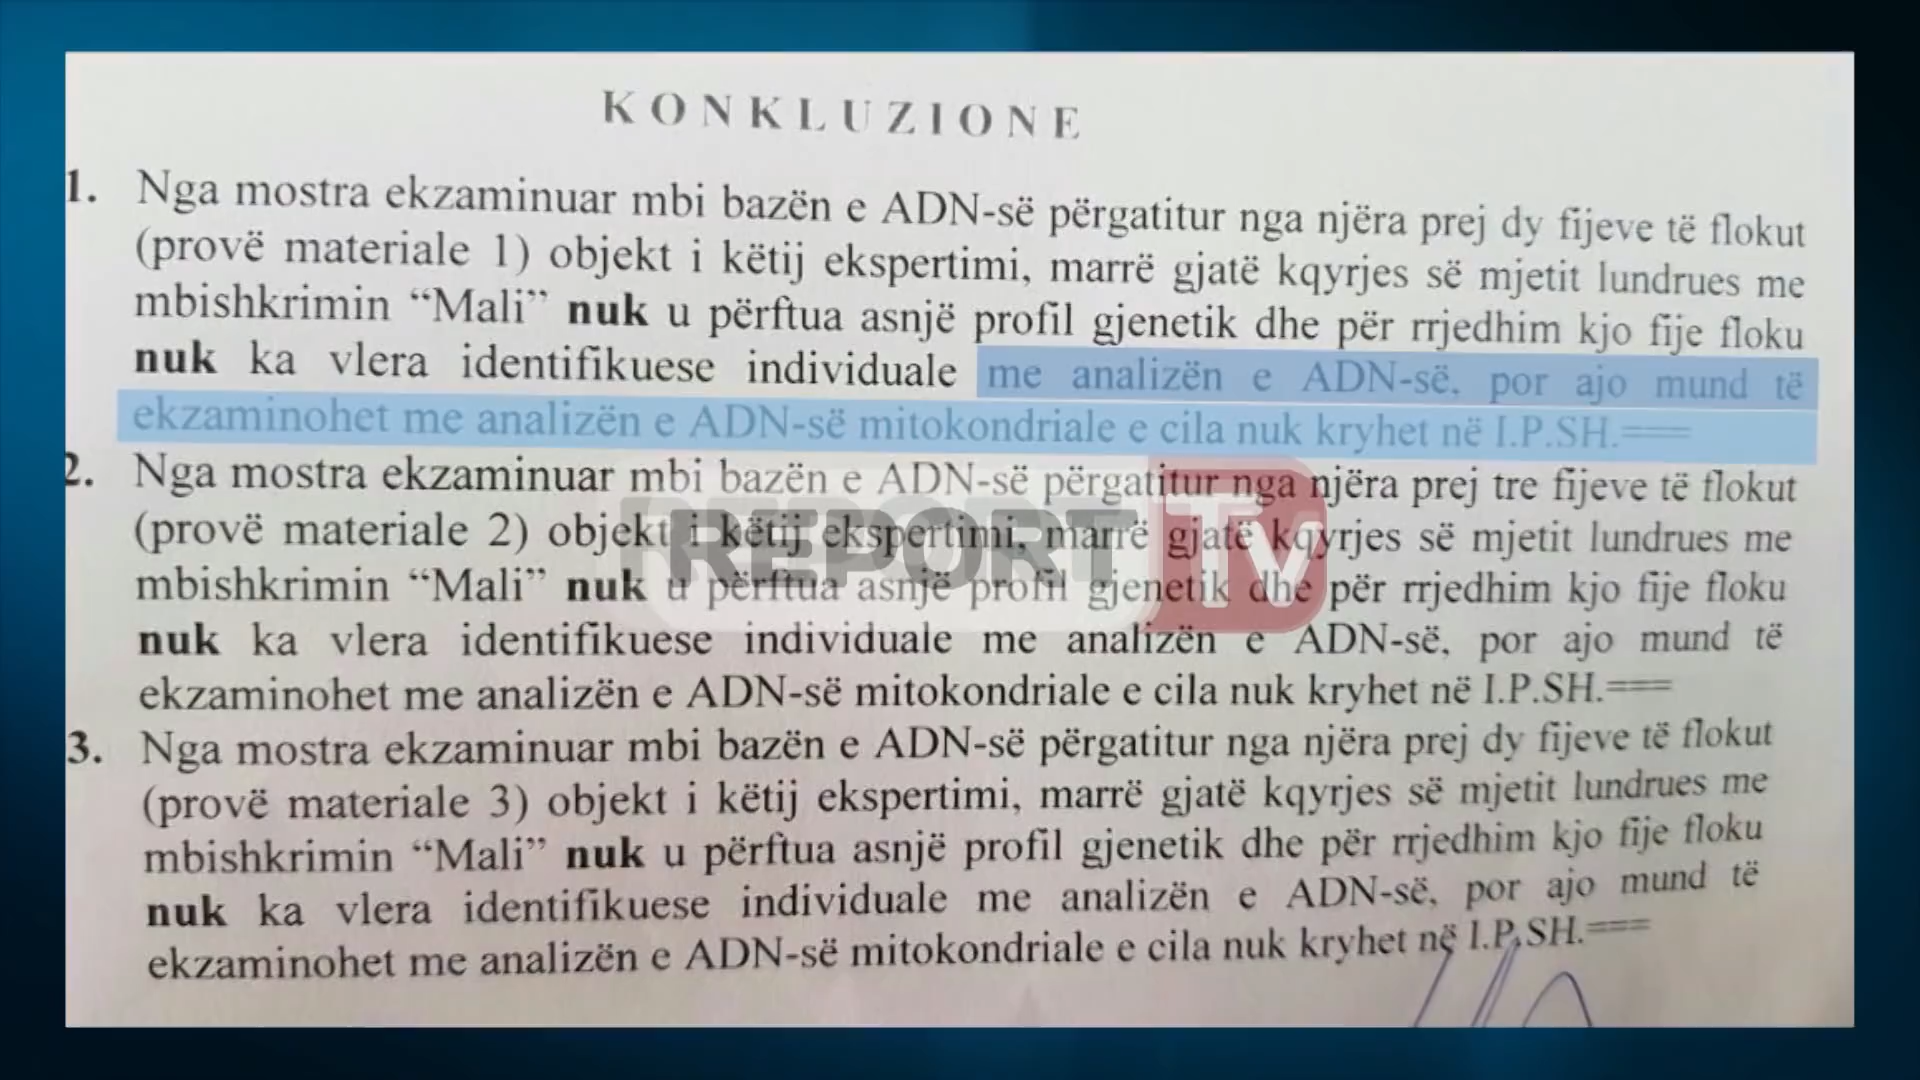 KONKLUZIONE
1. Nga mostra ekzaminuar mbi bazën e ADN-së përgatitur nga njëra prej dy fijeve të flokut
(provë materiale 1) objekt i këtij ekspertimi, marrë gjatë kqyrjes së mjetit lundrues me
mbishkrimin “Mali” nuk u përftua asnjë profil gjenetik dhe për rrjedhim kjo fije floku
nuk ka vlera identifikuese individuale me analizën e ADN-së, por ajo mund të
ekzaminohet me analizën e ADN-së mitokondriale e cila nuk kryhet në I.P.SH.===
2. Nga mostra ekzaminuar mbi bazën e ADN-së përgatitur nga njëra prej tre fijeve të flokut
(provë materiale 2) objekt i këtij ekspertimi, marrë gjatë kqyrjes së mjetit lundrues me
REPORT Tv
mbishkrimin “Mali” nuk u përftua asnjë profil gjenetik dhe për rrjedhim kjo fije floku
nuk ka vlera identifikuese individuale me analizën e ADN-së, por ajo mund të
ekzaminohet me analizën e ADN-së mitokondriale e cila nuk kryhet në I.P.SH.===
3. Nga mostra ekzaminuar mbi bazën e ADN-së përgatitur nga njëra prej dy fijeve të flokut
(provë materiale 3) objekt i këtij ekspertimi, marrë gjatë kqyrjes së mjetit lundrues me
mbishkrimin “Mali” nuk u përftua asnjë profil gjenetik dhe për rrjedhim kjo fije floku
nuk ka vlera identifikuese individuale me analizën e ADN-së, por ajo mund të
ekzaminohet me analizën e ADN-së mitokondriale e cila nuk kryhet në I.P.SH.===